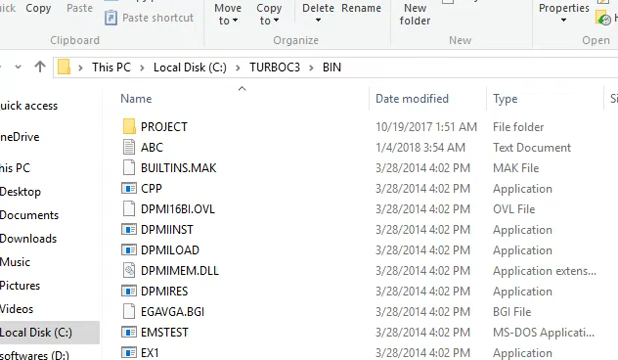 Copy
Paste shortcut
Move to
Copy to
Delete
Rename
New folder
Properties
Clipboard
Organize
New
Open
This PC > Local Disk (C:) > TURBOC3 > BIN
Name Date modified Type
PROJECT 10/19/2017 1:51 AM File folder
ABC 1/4/2018 3:54 AM Text Document
BUILTINS.MAK 3/28/2014 4:02 PM MAK File
CPP 3/28/2014 4:02 PM Application
DPMI16BI.OVL 3/28/2014 4:02 PM OVL File
DPMIINST 3/28/2014 4:02 PM Application
DPMILOAD 3/28/2014 4:02 PM Application
DPMIMEM.DLL 3/28/2014 4:02 PM Application extens...
DPMIRES 3/28/2014 4:02 PM Application
EGAVGA.BGI 3/28/2014 4:02 PM BGI File
EMSTEST 3/28/2014 4:02 PM MS-DOS Applicati...
EX1 3/28/2014 4:02 PM Application
uick access
neDrive
his PC
Desktop
Documents
Downloads
Music
Pictures
Videos
Local Disk (C:)
softwares (D:)